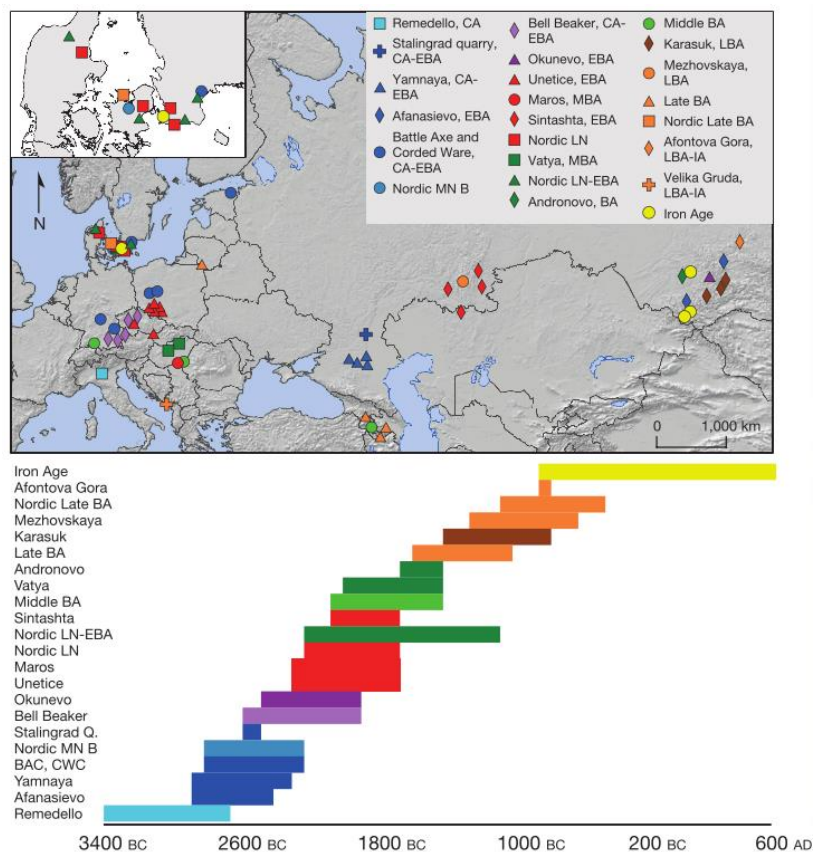 Remedello, CA
Stalingrad quarry,
CA-EBA
Yamnaya, CA-
EBA
Afanasievo, EBA
Battle Axe and
Corded Ware,
CA-EBA
Nordic MN B
Bell Beaker, CA-
EBA
Okunevo, EBA
Unetice, EBA
Maros, MBA
Sintashta, EBA
Nordic LN
Vatya, MBA
Nordic LN-EBA
Andronovo, BA
Middle BA
Karasuk, LBA
Mezhovskaya,
LBA
Late BA
Nordic Late BA
Afontova Gora,
LBA-IA
Velika Gruda,
LBA-IA
Iron Age
N
0 1,000 km
Iron Age
Afontova Gora
Nordic Late BA
Mezhovskaya
Karasuk
Late BA
Andronovo
Vatya
Middle BA
Sintashta
Nordic LN-EBA
Nordic LN
Maros
Unetice
Okunevo
Bell Beaker
Stalingrad Q.
Nordic MN B
BAC, CWC
Yamnaya
Afanasievo
Remedello
3400 BC 2600 BC 1800 BC 1000 BC 200 BC 600 AD